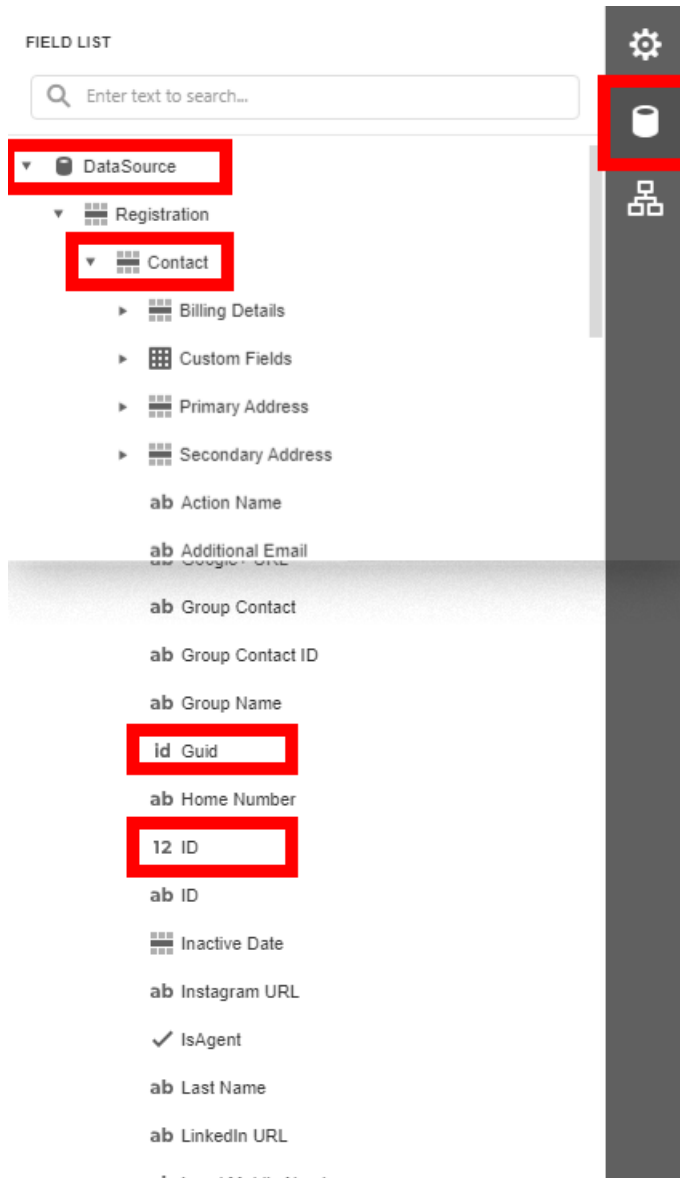 FIELD LIST
Enter text to search...
DataSource
Registration
Contact
Billing Details
Custom Fields
Primary Address
Secondary Address
ab Action Name
ab Additional Email
ab Group Contact
ab Group Contact ID
ab Group Name
id Guid
ab Home Number
12 ID
ab ID
Inactive Date
ab Instagram URL
IsAgent
ab Last Name
ab LinkedIn URL